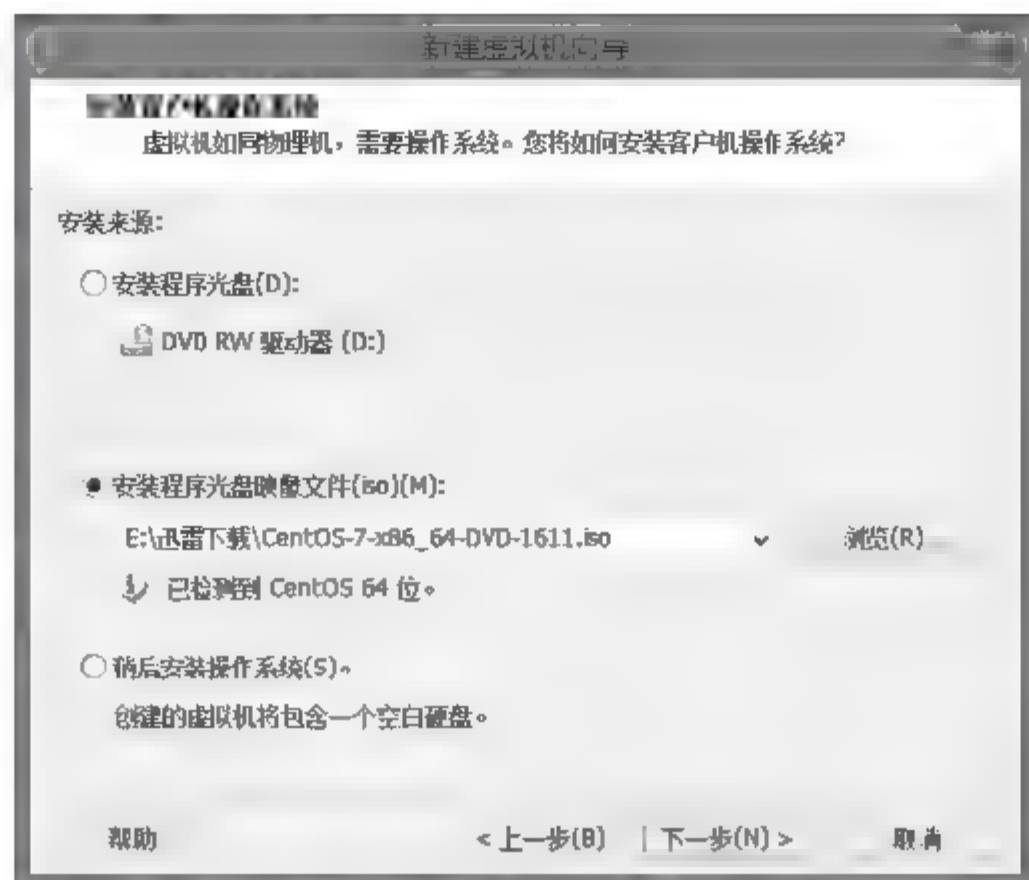 新建虚拟机向导
安装客户机操作系统
虚拟机如同物理机，需要操作系统。您将如何安装客户机操作系统?
安装来源:
安装程序光盘(D):
DVD RW 驱动器 (D:)
安装程序光盘映像文件(iso)(M):
E:\迅雷下载\CentOS-7-x86_64-DVD-1611.iso
浏览(R)...
已检测到 CentOS 64 位。
稍后安装操作系统(S)。
创建的虚拟机将包含一个空白硬盘。
帮助
< 上一步(B)
下一步(N) >
取消